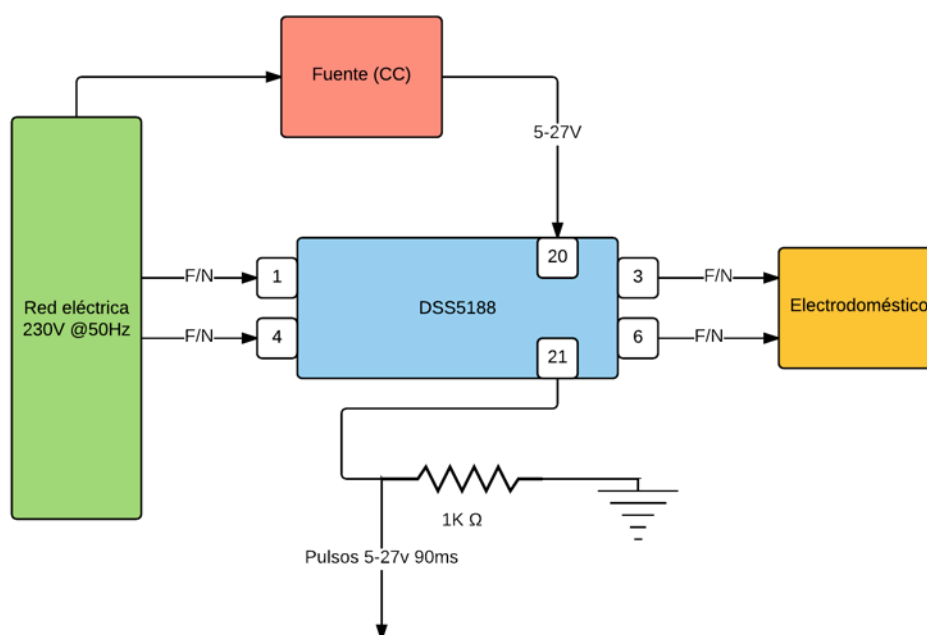 Fuente (CC)
5-27V
Red eléctrica
230V @50Hz
F/N
F/N
1
4
20
DSS5188
21
3
6
F/N
F/N
Electrodoméstico
1K Ω
Pulsos 5-27v 90ms